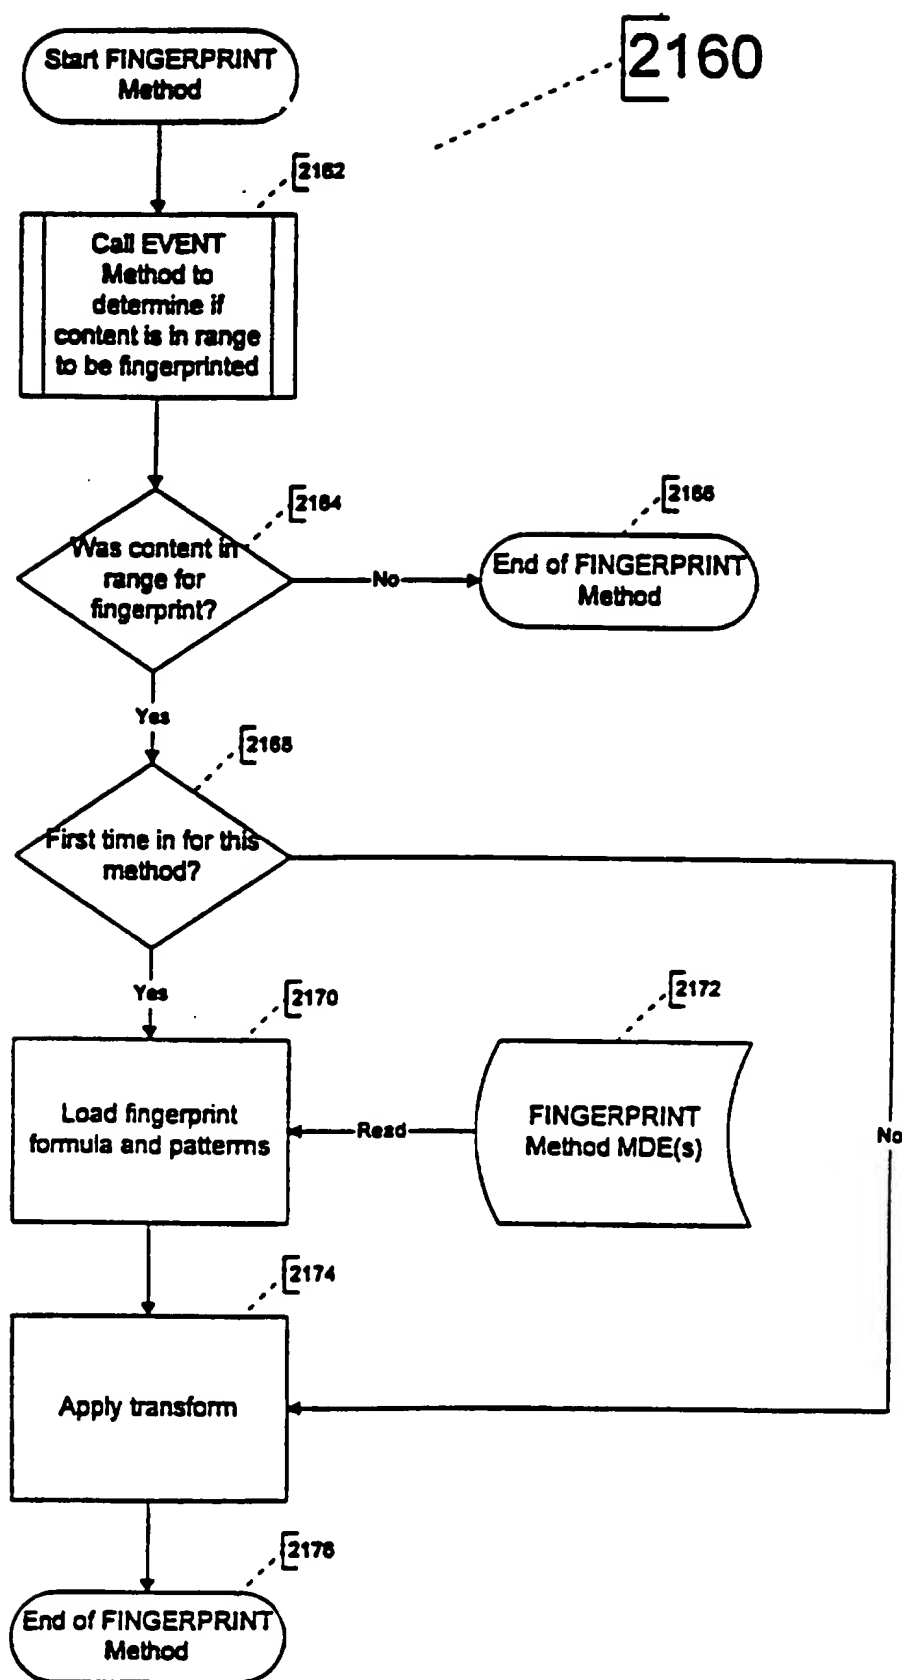 2160
Start FINGERPRINT
Method
2162
Call EVENT
Method to
determine if
content is in range
to be fingerprinted
2164
Was content in
range for
fingerprint?
No
2166
End of FINGERPRINT
Method
Yes
2168
First time in for this
method?
Yes
2170
Load fingerprint
formula and patterms
Read
2172
FINGERPRINT
Method MDE(s)
No
2174
Apply transform
2176
End of FINGERPRINT
Method